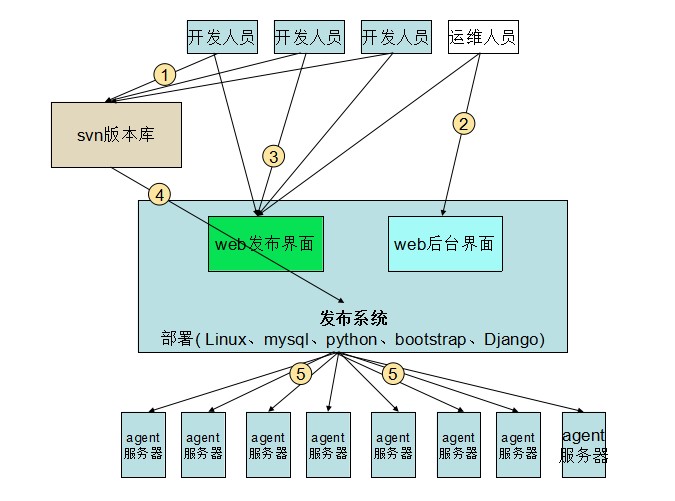 开发人员
开发人员
开发人员
运维人员
1
svn版本库
2
3
4
web发布界面
web后台界面
发布系统
部署( Linux、mysql、python、bootstrap、Django)
5
5
agent
服务器
agent
服务器
agent
服务器
agent
服务器
agent
服务器
agent
服务器
agent
服务器
agent
服务器